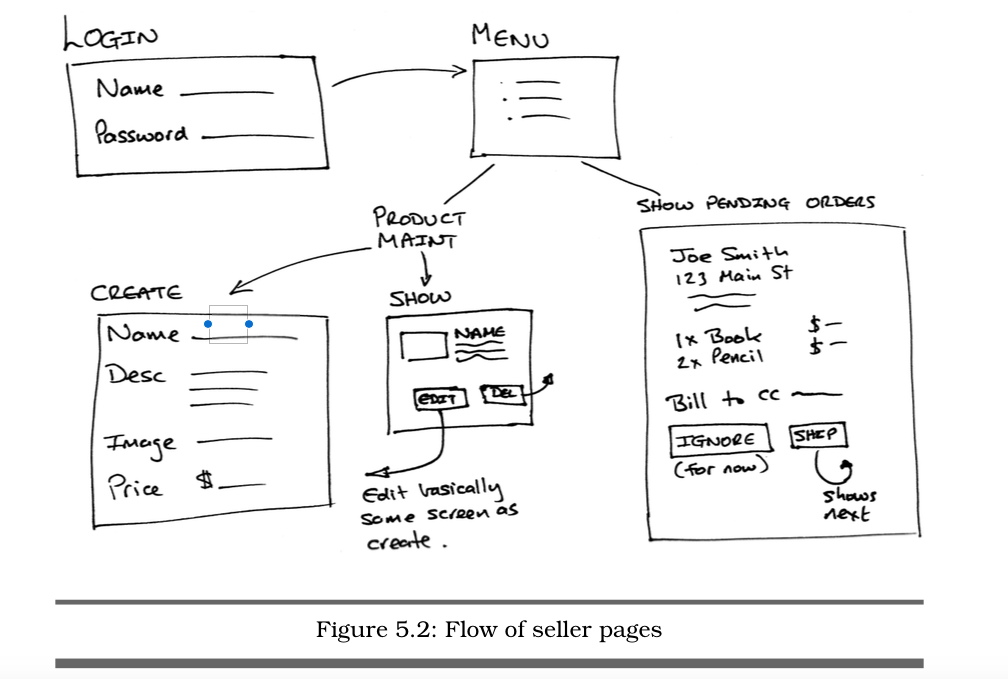 LOGIN
Name
Password
MENU
PRODUCT
MAINT
CREATE
Name
Desc
Image
Price $
SHOW
NAME
EDIT DEL
Edit basically
same screen as
create.
SHOW PENDING ORDERS
Joe Smith
123 Main St
1x Book $-
2x Pencil $-
Bill to cc
IGNORE SHIP
(for now)
shows
next
Figure 5.2: Flow of seller pages